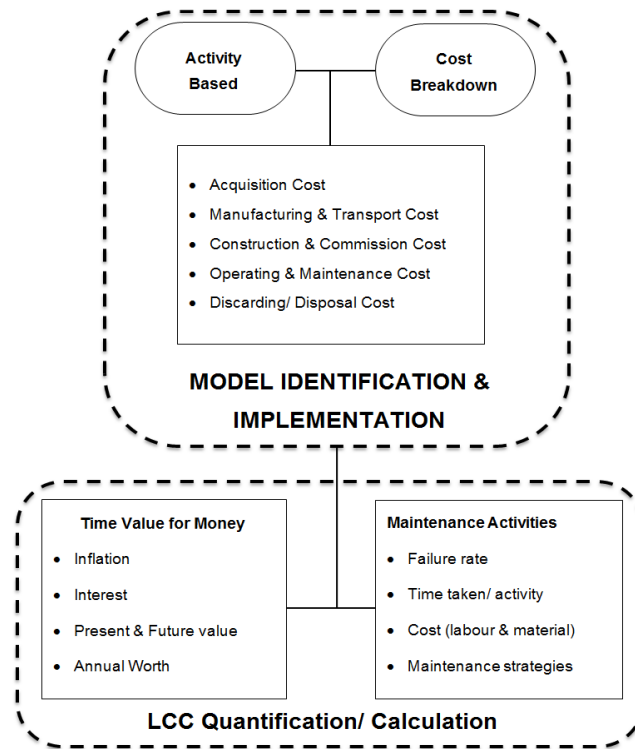 Activity
Based
Cost
Breakdown
• Acquisition Cost
• Manufacturing & Transport Cost
• Construction & Commission Cost
• Operating & Maintenance Cost
• Discarding/ Disposal Cost
MODEL IDENTIFICATION &
IMPLEMENTATION
Time Value for Money
• Inflation
• Interest
• Present & Future value
• Annual Worth
Maintenance Activities
• Failure rate
• Time taken/ activity
• Cost (labour & material)
• Maintenance strategies
LCC Quantification/ Calculation